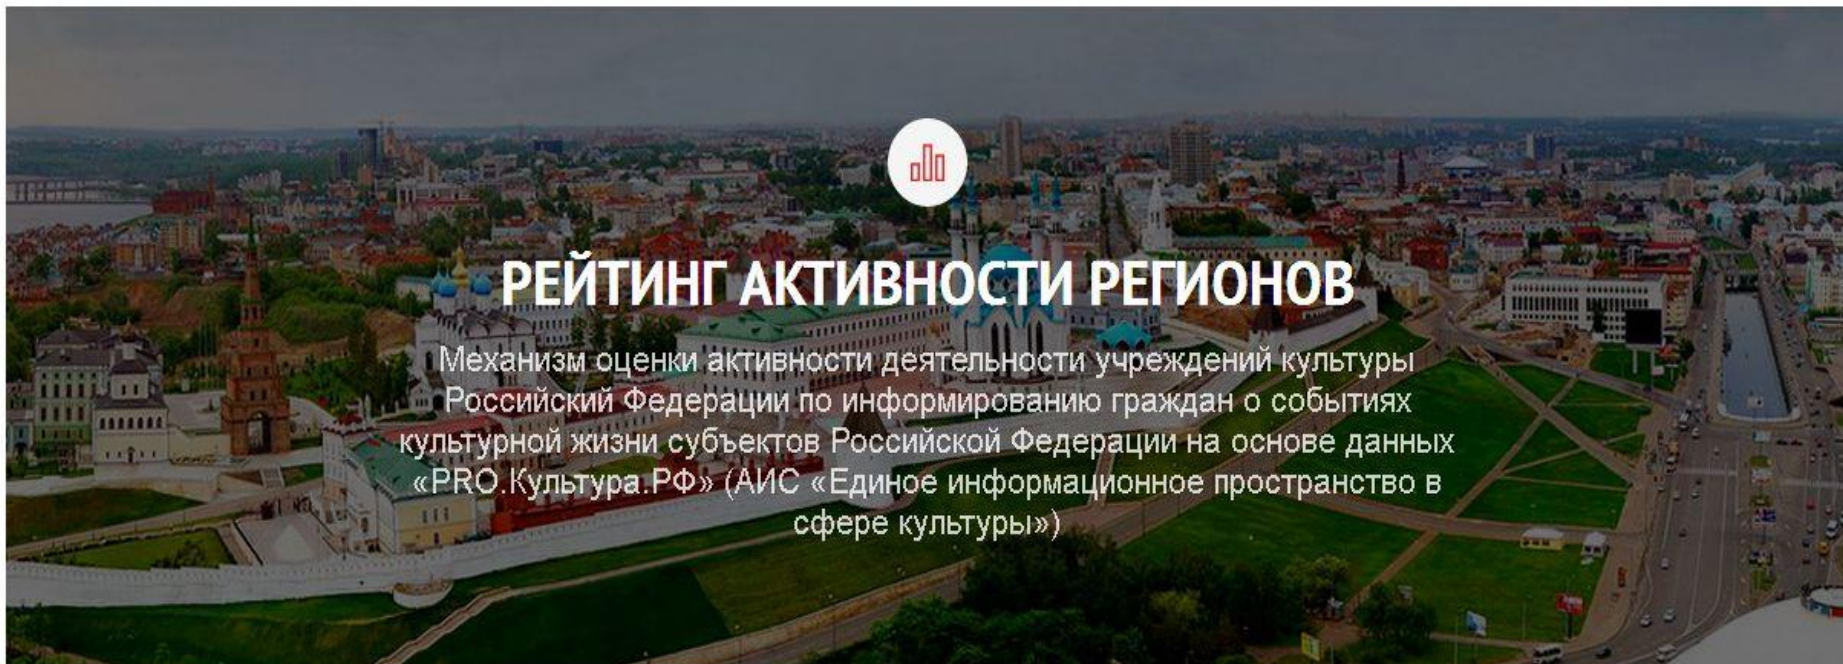 РЕЙТИНГ АКТИВНОСТИ РЕГИОНОВ
Механизм оценки активности деятельности учреждений культуры
Российский Федерации по информированию граждан о событиях
культурной жизни субъектов Российской Федерации на основе данных
«PRO.Культура.РФ» (АИС «Единое информационное пространство в
сфере культуры»)